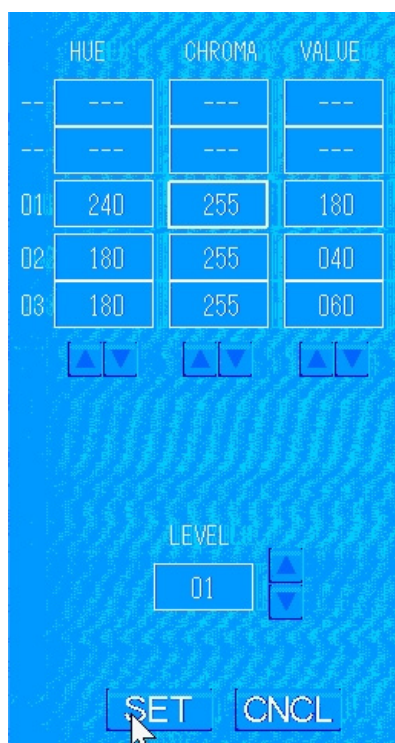 HUE CHROMA VALUE
-- --- --- ---
-- --- --- ---
01 240 255 180
02 180 255 040
03 180 255 060
LEVEL
01
SET CNCL